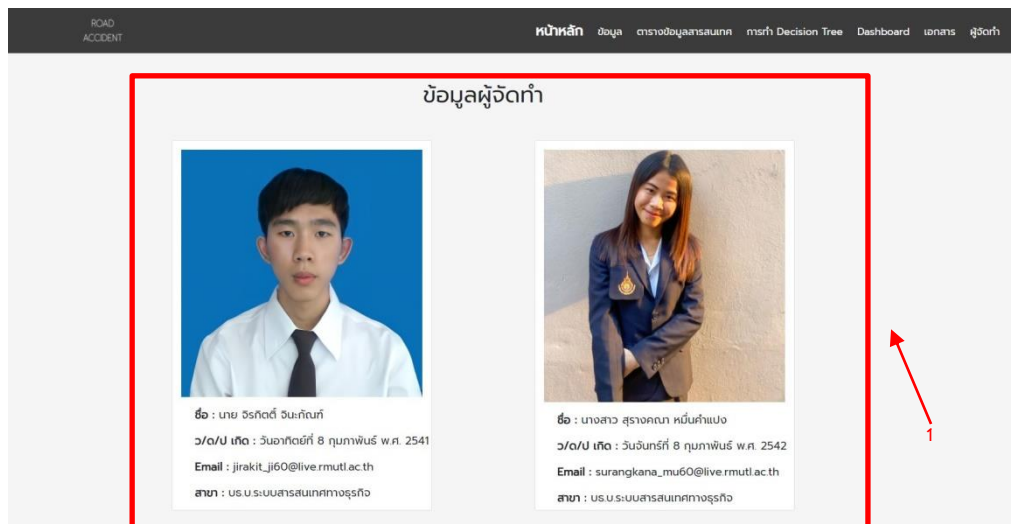 ROAD
ACCIDENT
หน้าหลัก ข้อมูล ตารางข้อมูลสารสนเทศ การทำ Decision Tree Dashboard เอกสาร ผู้จัดทำ
ข้อมูลผู้จัดทำ
ชื่อ : นาย จิรกิตติ์ จินะกัณฑ์
ว/ด/ป เกิด : วันอาทิตย์ที่ 8 กุมภาพันธ์ พ.ศ. 2541
Email : jirakit_ji60@live.rmutl.ac.th
สาขา : บธ.บ.ระบบสารสนเทศทางธุรกิจ
ชื่อ : นางสาว สุรางคณา หมื่นคำแปง
ว/ด/ป เกิด : วันจันทร์ที่ 8 กุมภาพันธ์ พ.ศ. 2542
Email : surangkana_mu60@live.rmutl.ac.th
สาขา : บธ.บ.ระบบสารสนเทศทางธุรกิจ
1